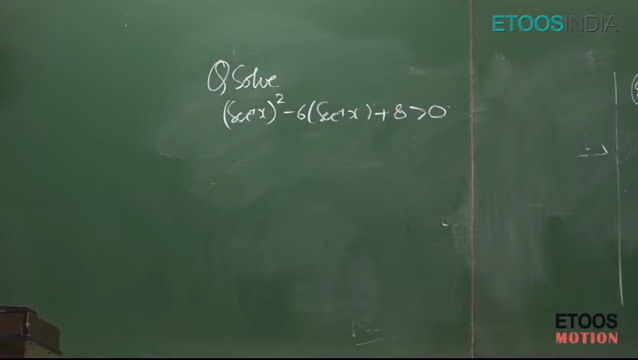 ETOOSINDIA
Q Solve
(Sec⁻¹x)² - 6(Sec⁻¹x) + 8 > 0
ETOOS
MOTION